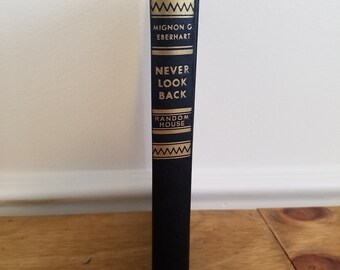 MIGNON G.
EBERHART
NEVER
LOOK
BACK
RANDOM
HOUSE